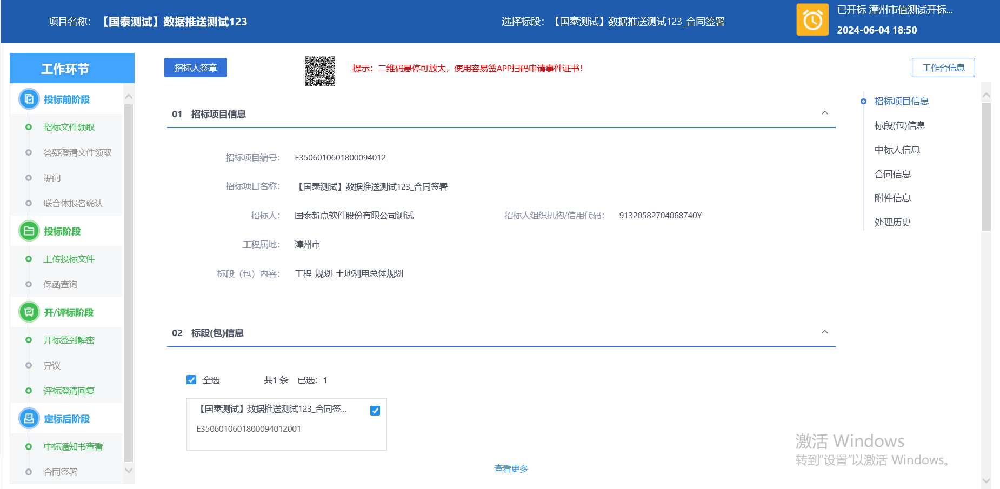 项目名称：【国泰测试】数据推送测试123
选择标段：【国泰测试】数据推送测试123_合同签署
已开标 漳州市值测试开标...
2024-06-04 18:50
工作环节
投标前阶段
招标文件领取
答疑澄清文件领取
提问
联合体报名确认
投标阶段
上传投标文件
保函查询
开/评标阶段
开标签到解密
异议
评标澄清回复
定标后阶段
中标通知书查看
合同签署
招标人签章
提示：二维码悬停可放大，使用容易签APP扫码申请事件证书！
工作台信息
01 招标项目信息
招标项目编号： E3506010601800094012
招标项目名称： 【国泰测试】数据推送测试123_合同签署
招标人： 国泰新点软件股份有限公司测试
招标人组织机构/信用代码： 91320582704068740Y
工程属地： 漳州市
标段（包）内容： 工程-规划-土地利用总体规划
02 标段(包)信息
全选 共1 条 已选：1
【国泰测试】数据推送测试123_合同签...
E3506010601800094012001
查看更多
招标项目信息
标段(包)信息
中标人信息
合同信息
附件信息
处理历史
激活 Windows
转到“设置”以激活 Windows。